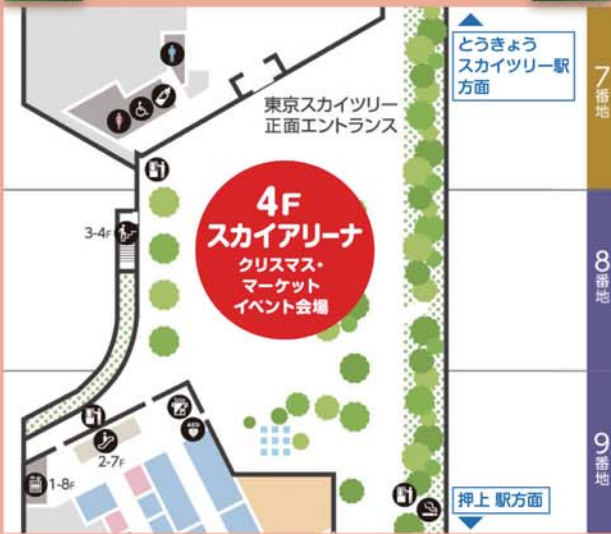 とうきょう
スカイツリー駅
方面
7番地
東京スカイツリー
正面エントランス
4F
スカイアリーナ
クリスマス・
マーケット
イベント会場
3-4F
8番地
AED
2-7F
1-8F
9番地
押上 駅方面